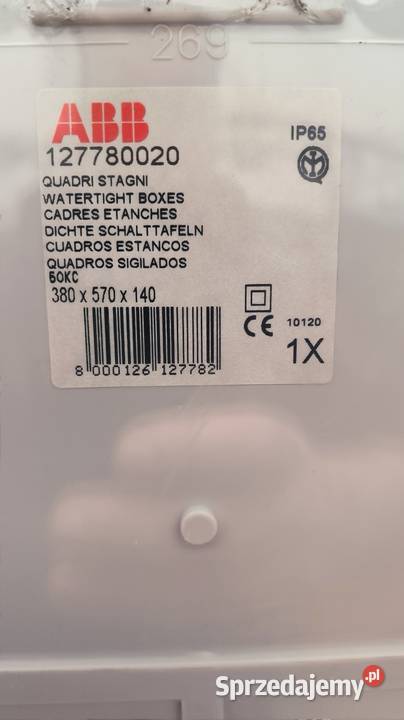 269
ABB
IP65
127780020
QUADRI STAGNI
WATERTIGHT BOXES
CADRES ETANCHES
DICHTE SCHALTTAFELN
CUADROS ESTANCOS
QUADROS SIGILADOS
БОКС
380 x 570 x 140
CE
10120
1X
8 000126 127782
Sprzedajemy.pl